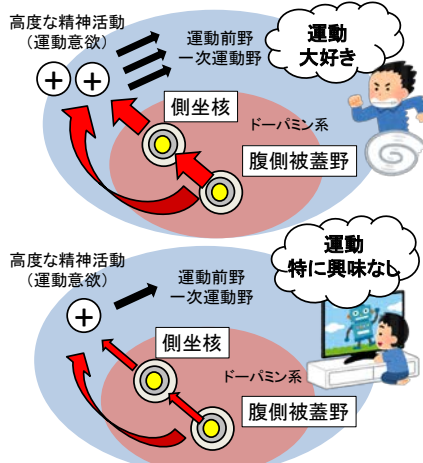 高度な精神活動
(運動意欲)
運動前野
一次運動野
運動
大好き
＋ ＋
側坐核
ドーパミン系
腹側被蓋野
運動
特に興味なし
高度な精神活動
(運動意欲)
運動前野
一次運動野
＋
側坐核
ドーパミン系
腹側被蓋野